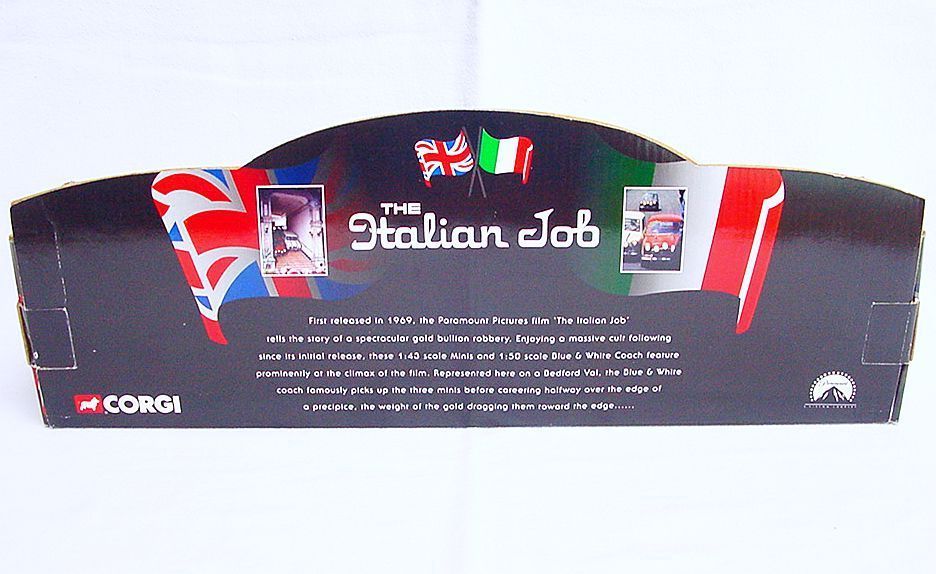 THE
Italian Job
First released in 1969, the Paramount Pictures film 'The Italian Job'
tells the story of a spectacular gold bullion robbery. Enjoying a massive cult following
since its initial release, these 1:43 scale Minis and 1:50 scale Blue & White Coach feature
prominently at the climax of the film. Represented here on a Bedford Val, the Blue & White
coach famously picks up the three minis before careering halfway over the edge of
a precipice, the weight of the gold dragging them toward the edge......
CORGI
Paramount